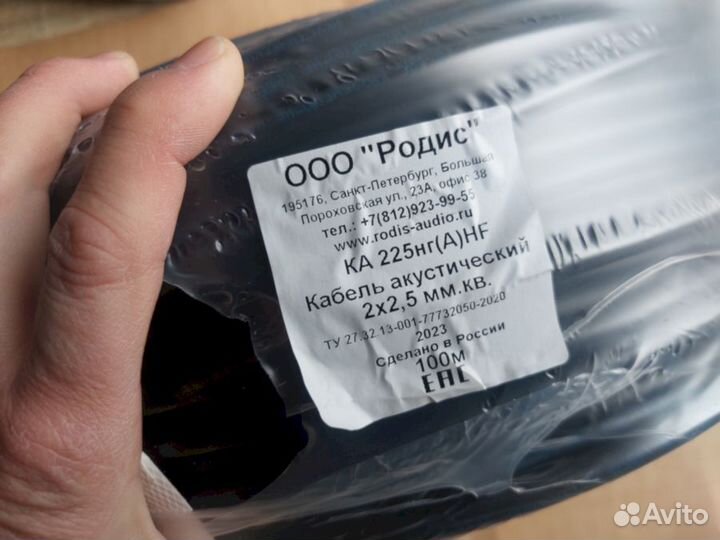 ООО "Родис"
195176, Санкт-Петербург, Большая
Пороховская ул., 23А, офис 38
тел.: +7(812)923-99-55
www.rodis-audio.ru
КА 225нг(А)HF
Кабель акустический
2х2,5 мм.кв.
ТУ 27.32.13-001-77732050-2020
2023
Сделано в России
100м
EAC
Avito